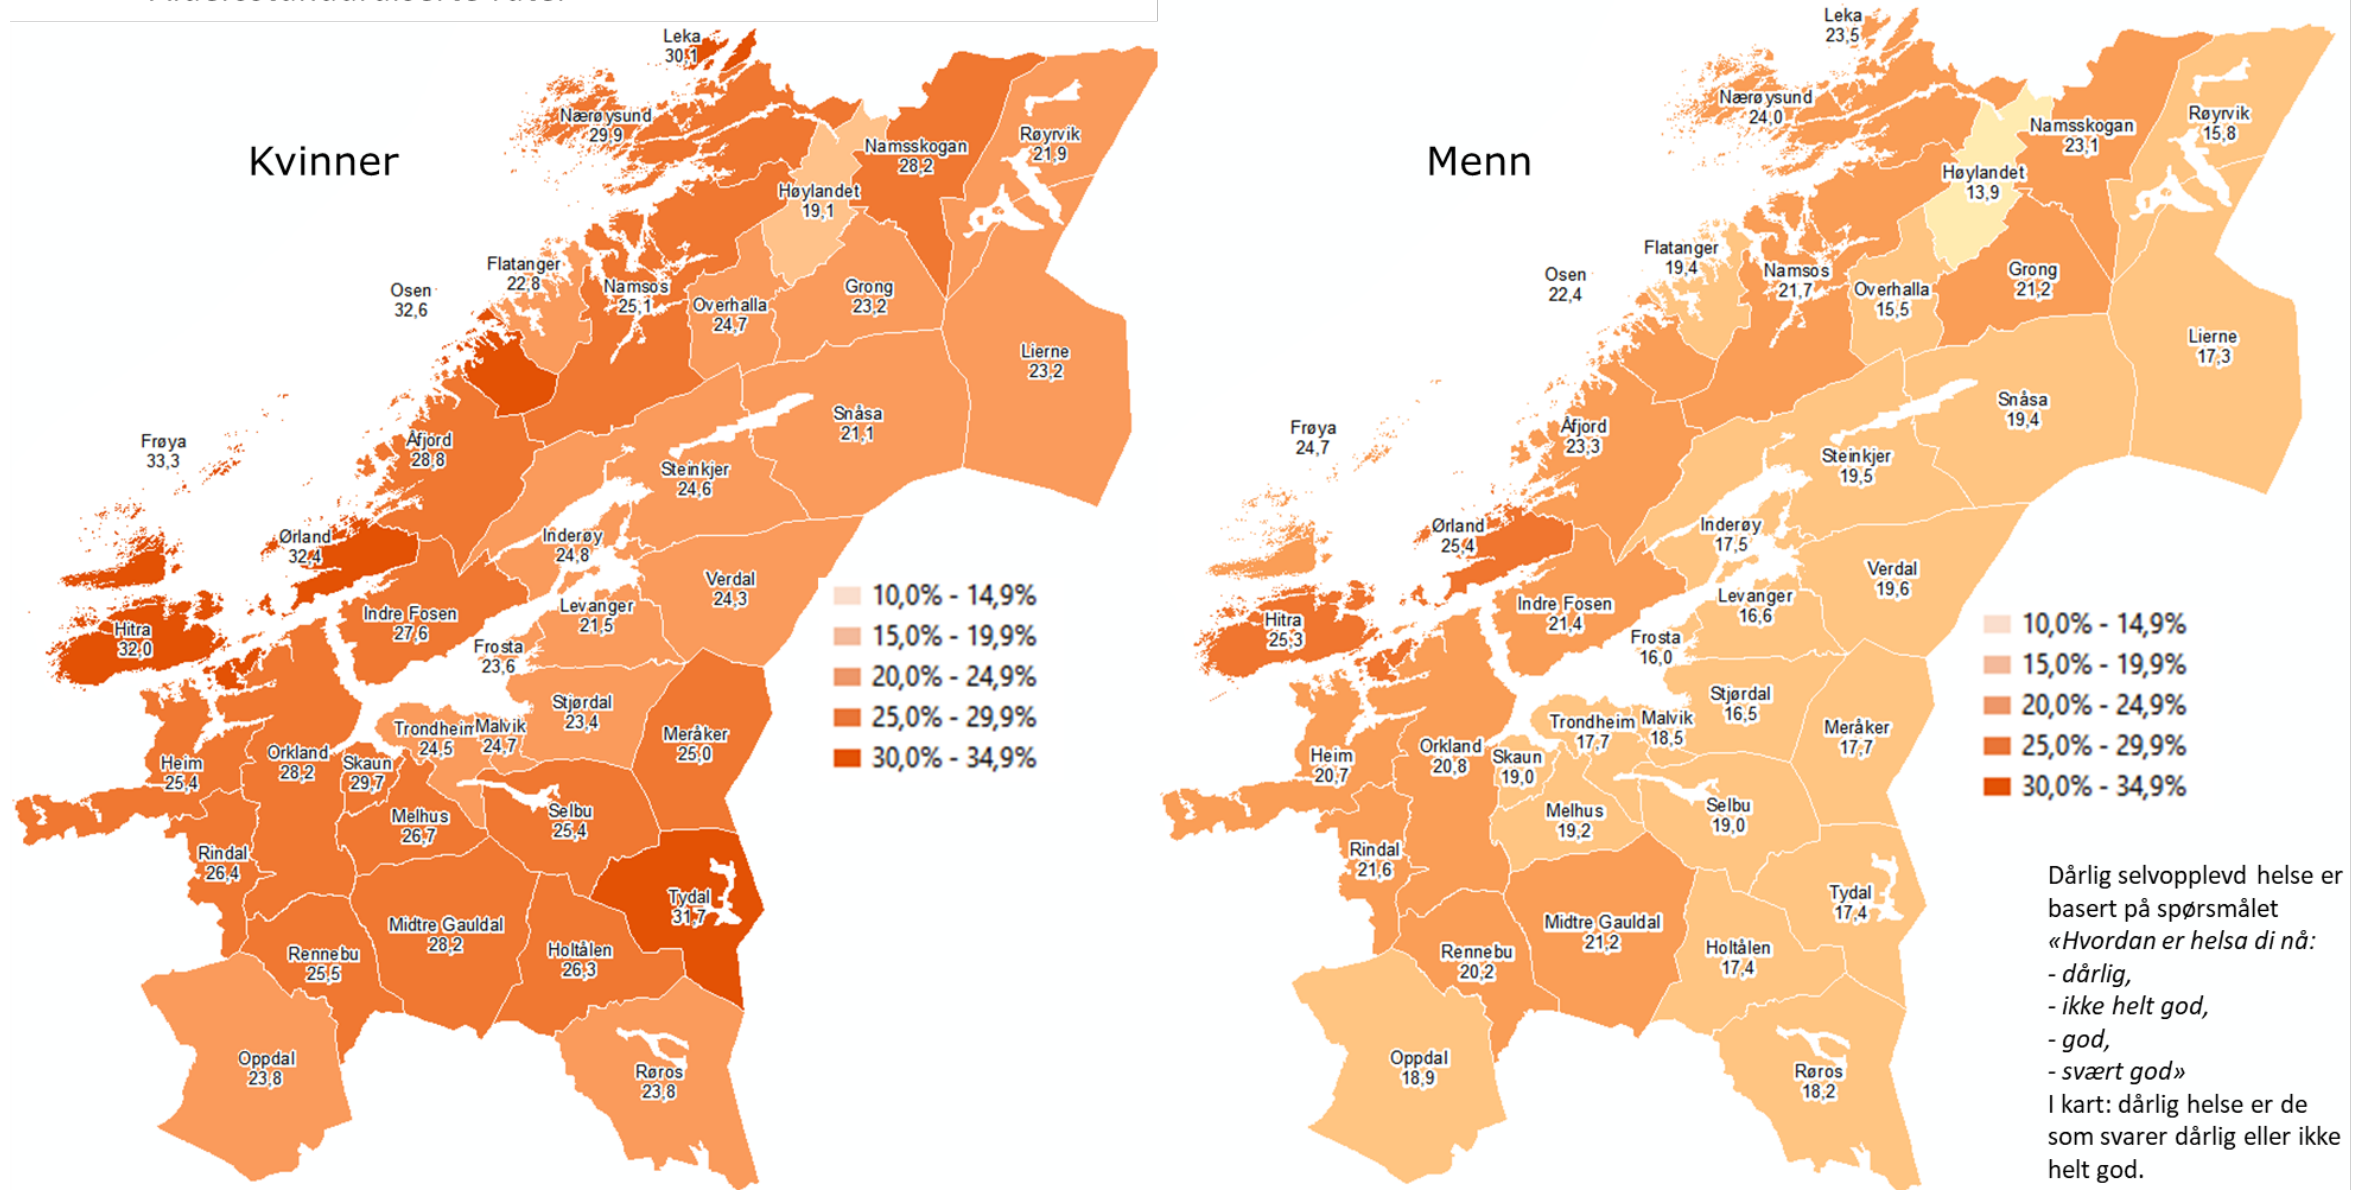 Kvinner
Leka
30,1
Nærøysund
29,9
Namsskogan
28,2
Røyrvik
21,9
Høylandet
19,1
Flatanger
22,8
Osen
32,6
Namsos
25,1
Overhalla
24,7
Grong
23,2
Lierne
23,2
Snåsa
21,1
Frøya
33,3
Åfjord
28,8
Steinkjer
24,6
Ørland
32,4
Inderøy
24,8
Verdal
24,3
Indre Fosen
27,6
Levanger
21,5
Hitra
32,0
Frosta
23,6
Stjørdal
23,4
Trondheim
24,5
Malvik
24,7
Meråker
25,0
Heim
25,4
Orkland
28,2
Skaun
29,7
Melhus
26,7
Selbu
25,4
Rindal
26,4
Tydal
31,7
Midtre Gauldal
28,2
Rennebu
25,5
Holtålen
26,3
Oppdal
23,8
Røros
23,8
10,0% - 14,9%
15,0% - 19,9%
20,0% - 24,9%
25,0% - 29,9%
30,0% - 34,9%
Menn
Leka
23,5
Nærøysund
24,0
Namsskogan
23,1
Røyrvik
15,8
Høylandet
13,9
Flatanger
19,4
Osen
22,4
Namsos
21,7
Overhalla
15,5
Grong
21,2
Lierne
17,3
Snåsa
19,4
Frøya
24,7
Åfjord
23,3
Steinkjer
19,5
Ørland
25,4
Inderøy
17,5
Verdal
19,6
Indre Fosen
21,4
Levanger
16,6
Hitra
25,3
Frosta
16,0
Stjørdal
16,5
Trondheim
17,7
Malvik
18,5
Meråker
17,7
Heim
20,7
Orkland
20,8
Skaun
19,0
Melhus
19,2
Selbu
19,0
Rindal
21,6
Tydal
17,4
Midtre Gauldal
21,2
Rennebu
20,2
Holtålen
17,4
Oppdal
18,9
Røros
18,2
10,0% - 14,9%
15,0% - 19,9%
20,0% - 24,9%
25,0% - 29,9%
30,0% - 34,9%
Dårlig selvopplevd helse er
basert på spørsmålet
«Hvordan er helsa di nå:
- dårlig,
- ikke helt god,
- god,
- svært god»
I kart: dårlig helse er de
som svarer dårlig eller ikke
helt god.